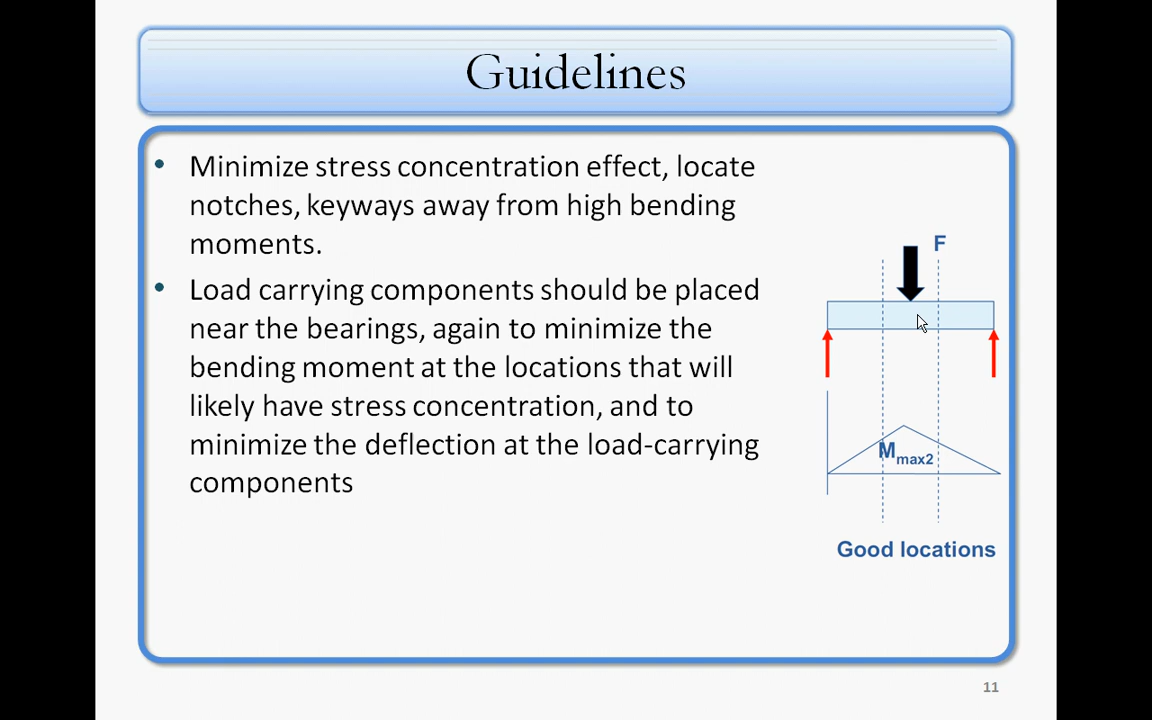 Guidelines
• Minimize stress concentration effect, locate
notches, keyways away from high bending
moments.
• Load carrying components should be placed
near the bearings, again to minimize the
bending moment at the locations that will
likely have stress concentration, and to
minimize the deflection at the load-carrying
components
F
Mmax2
Good locations
11